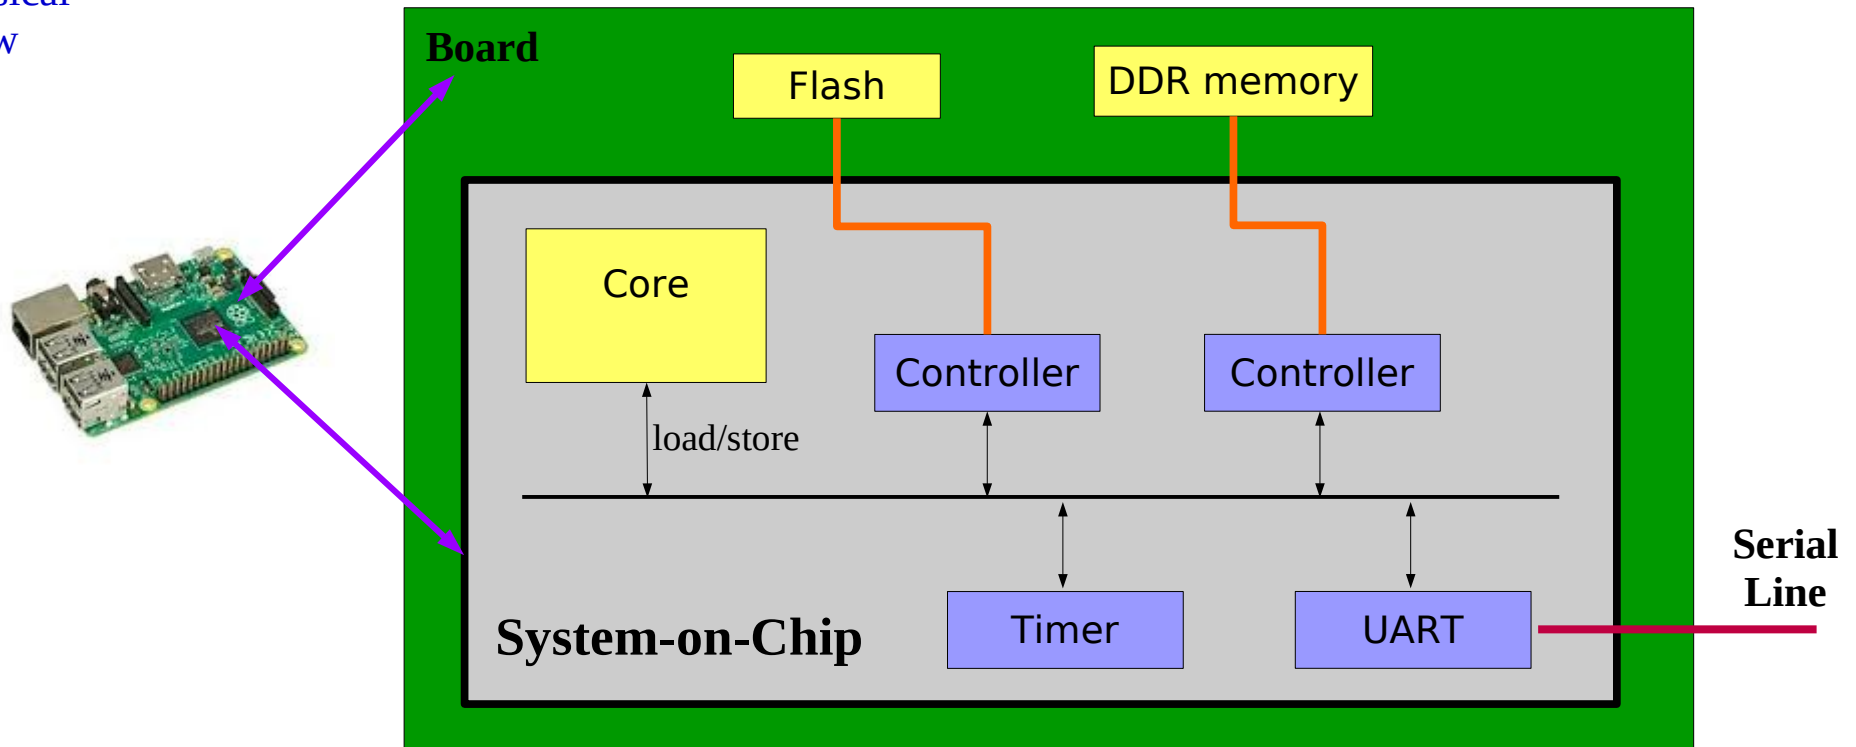 Board
Flash
DDR memory
Core
Controller
Controller
load/store
Serial
Line
System-on-Chip
Timer
UART